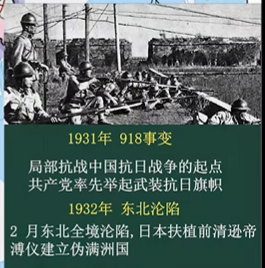 1931年 918事变
局部抗战中国抗日战争的起点
共产党率先举起武装抗日旗帜
1932年 东北沦陷
2 月东北全境沦陷,日本扶植前清逊帝
溥仪建立伪满洲国